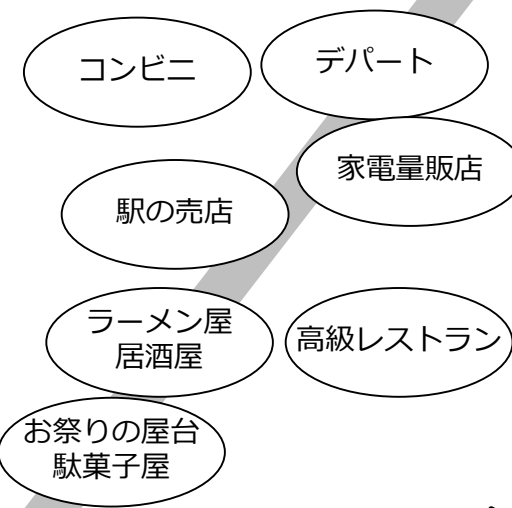 コンビニ
デパート
家電量販店
駅の売店
ラーメン屋
居酒屋
高級レストラン
お祭りの屋台
駄菓子屋